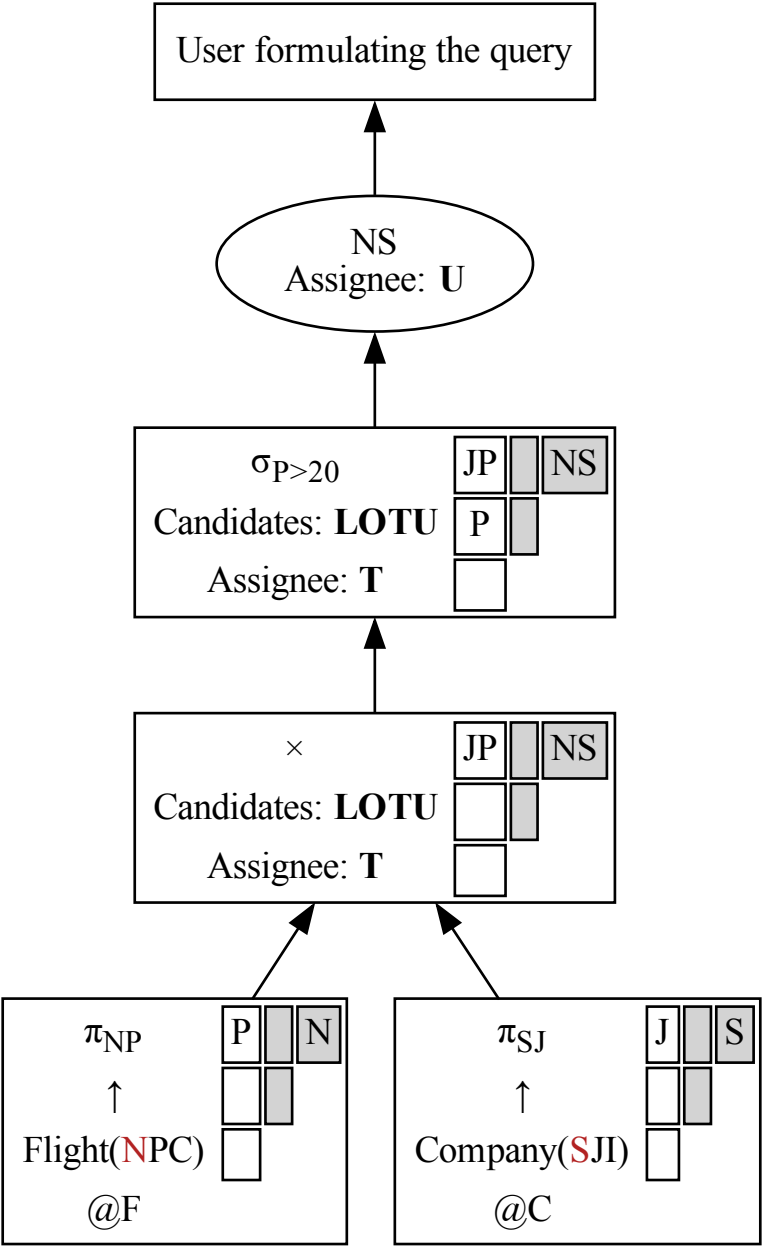 User formulating the query
NS
Assignee: U
σP>20 JP NS
Candidates: LOTU P
Assignee: T
× JP NS
Candidates: LOTU
Assignee: T
πNP P N
↑
Flight(NPC)
@F
πSJ J S
↑
Company(SJI)
@C